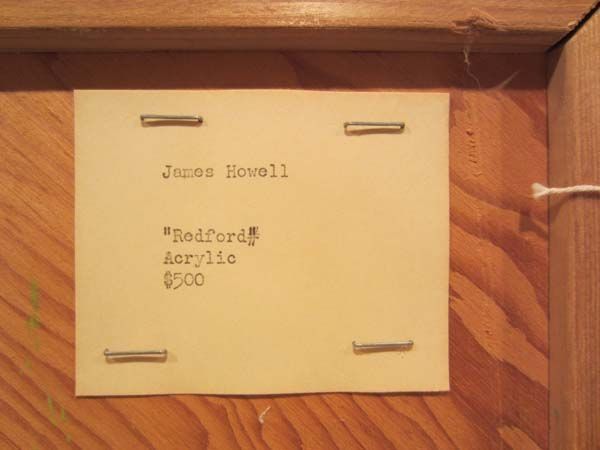 James Howell
"Redford#
Acrylic
$500